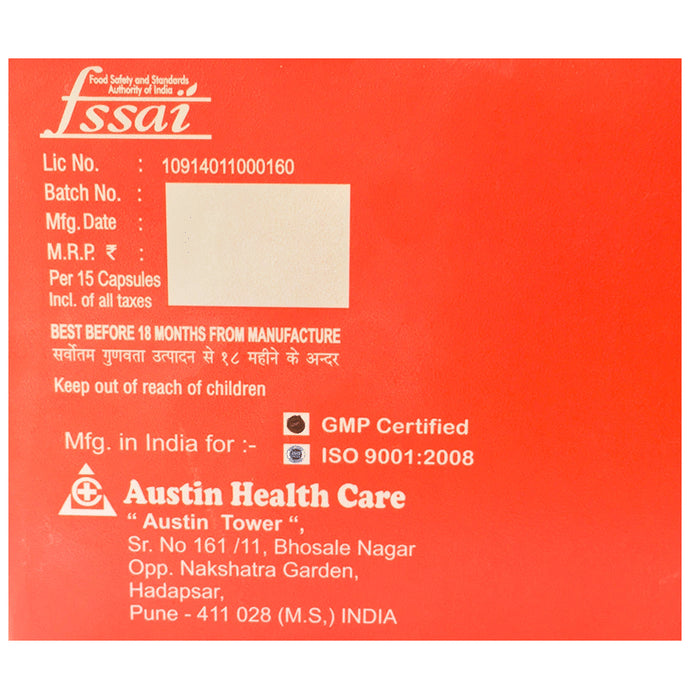 Food Safety and Standards
Authority of India
fssai
Lic No. : 10914011000160
Batch No. :
Mfg. Date :
M.R.P. ₹ :
Per 15 Capsules
Incl. of all taxes
BEST BEFORE 18 MONTHS FROM MANUFACTURE
सर्वोतम गुणवता उत्पादन से १८ महीने के अन्दर
Keep out of reach of children
GMP Certified
Mfg. in India for :-
ISO 9001:2008
Austin Health Care
“ Austin Tower “,
Sr. No 161 /11, Bhosale Nagar
Opp. Nakshatra Garden,
Hadapsar,
Pune - 411 028 (M.S,) INDIA